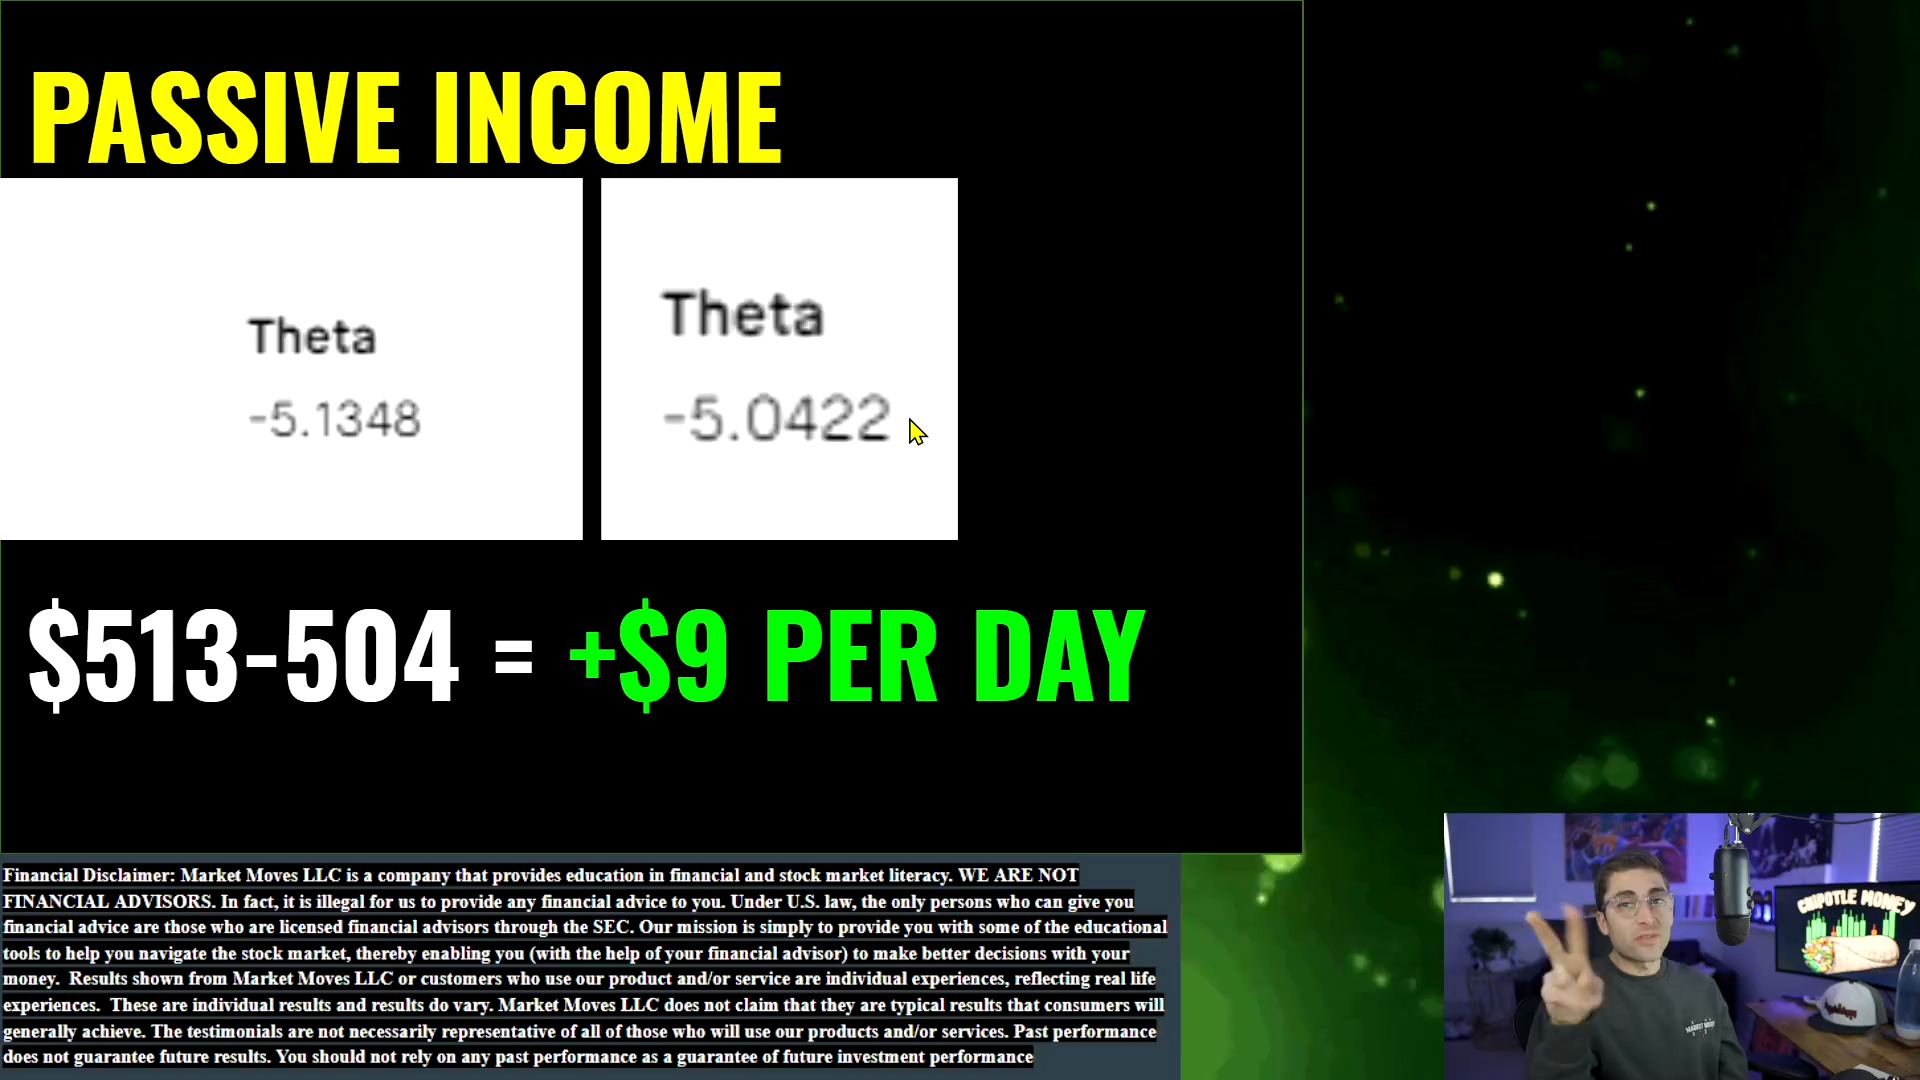 PASSIVE INCOME
Theta
-5.1348
Theta
-5.0422
$513-504 = +$9 PER DAY
Financial Disclaimer: Market Moves LLC is a company that provides education in financial and stock market literacy. WE ARE NOT
FINANCIAL ADVISORS. In fact, it is illegal for us to provide any financial advice to you. Under U.S. law, the only persons who can give you
financial advice are those who are licensed financial advisors through the SEC. Our mission is simply to provide you with some of the educational
tools to help you navigate the stock market, thereby enabling you (with the help of your financial advisor) to make better decisions with your
money.  Results shown from Market Moves LLC or customers who use our product and/or service are individual experiences, reflecting real life
experiences.  These are individual results and results do vary. Market Moves LLC does not claim that they are typical results that consumers will
generally achieve. The testimonials are not necessarily representative of all of those who will use our products and/or services. Past performance
does not guarantee future results. You should not rely on any past performance as a guarantee of future investment performance
CHIPOTLE MONEY